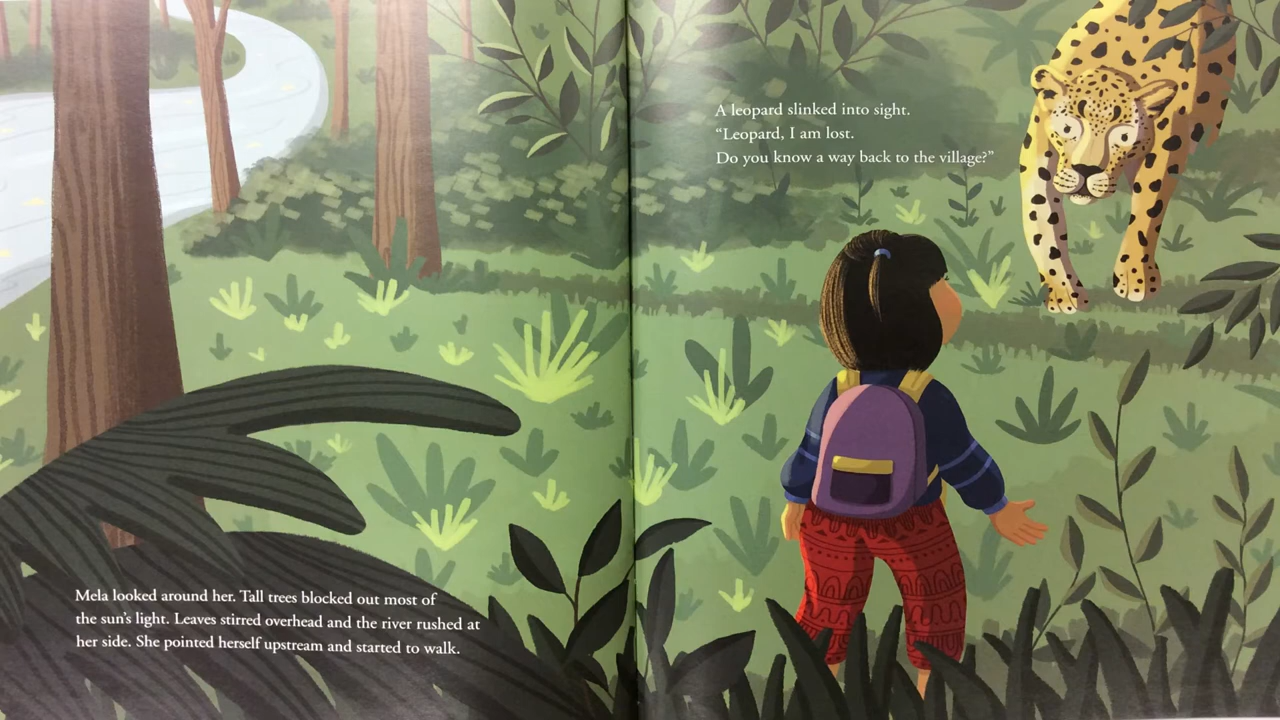 Mela looked around her. Tall trees blocked out most of
the sun's light. Leaves stirred overhead and the river rushed at
her side. She pointed herself upstream and started to walk.
A leopard slinked into sight.
“Leopard, I am lost.
Do you know a way back to the village?”